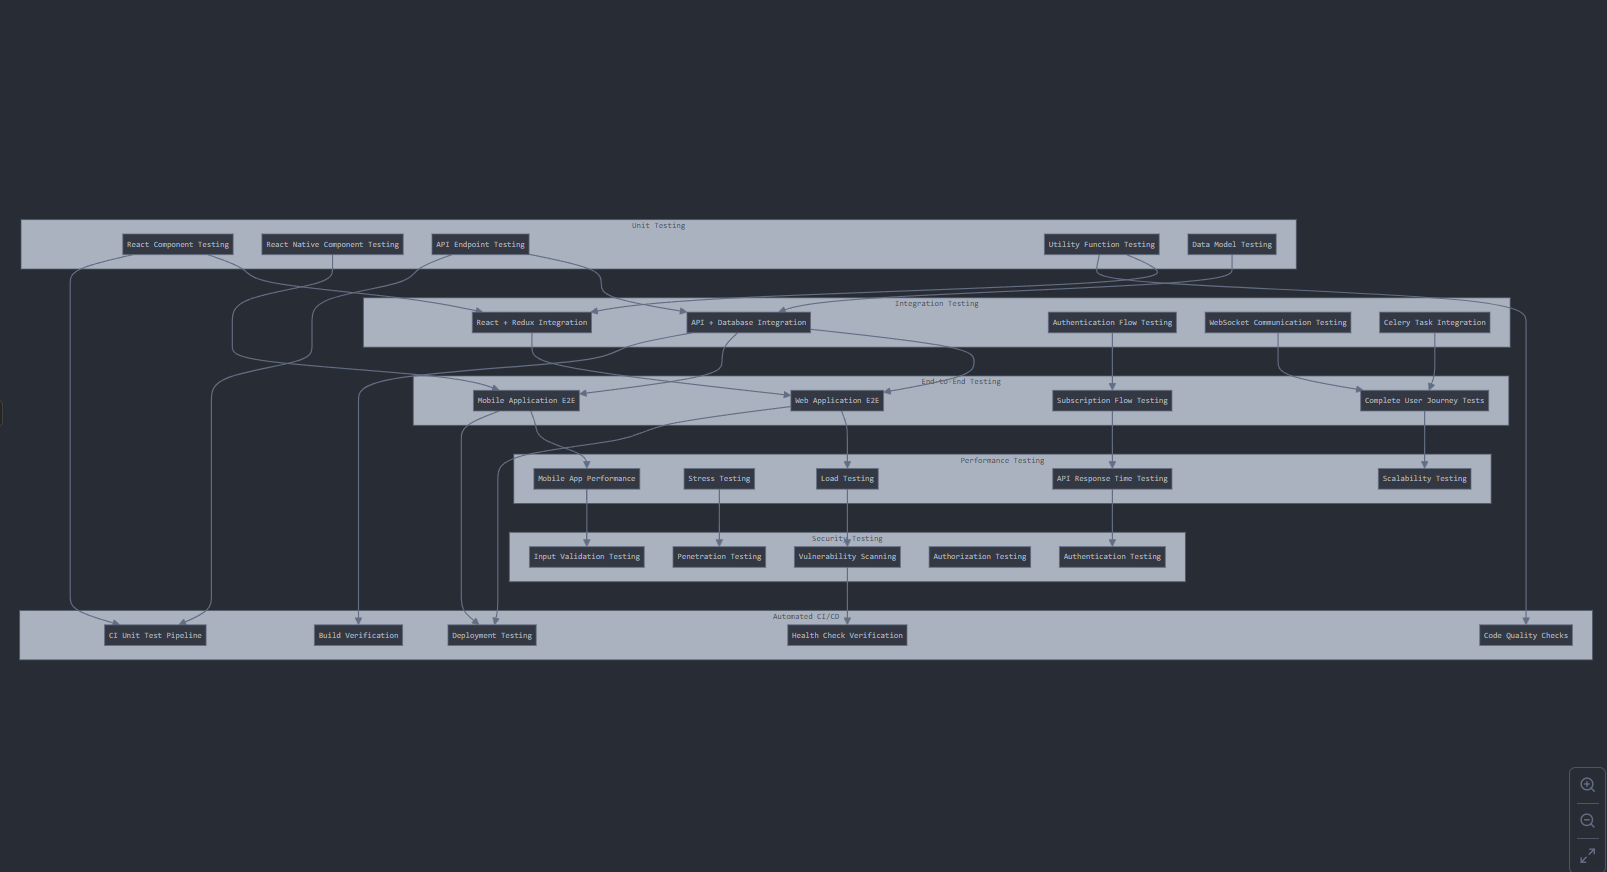 Unit Testing
React Component Testing
React Native Component Testing
API Endpoint Testing
Utility Function Testing
Data Model Testing
Integration Testing
React + Redux Integration
API + Database Integration
Authentication Flow Testing
WebSocket Communication Testing
Celery Task Integration
End-to-End Testing
Mobile Application E2E
Web Application E2E
Subscription Flow Testing
Complete User Journey Tests
Performance Testing
Mobile App Performance
Stress Testing
Load Testing
API Response Time Testing
Scalability Testing
Security Testing
Input Validation Testing
Penetration Testing
Vulnerability Scanning
Authorization Testing
Authentication Testing
Automated CI/CD
CI Unit Test Pipeline
Build Verification
Deployment Testing
Health Check Verification
Code Quality Checks